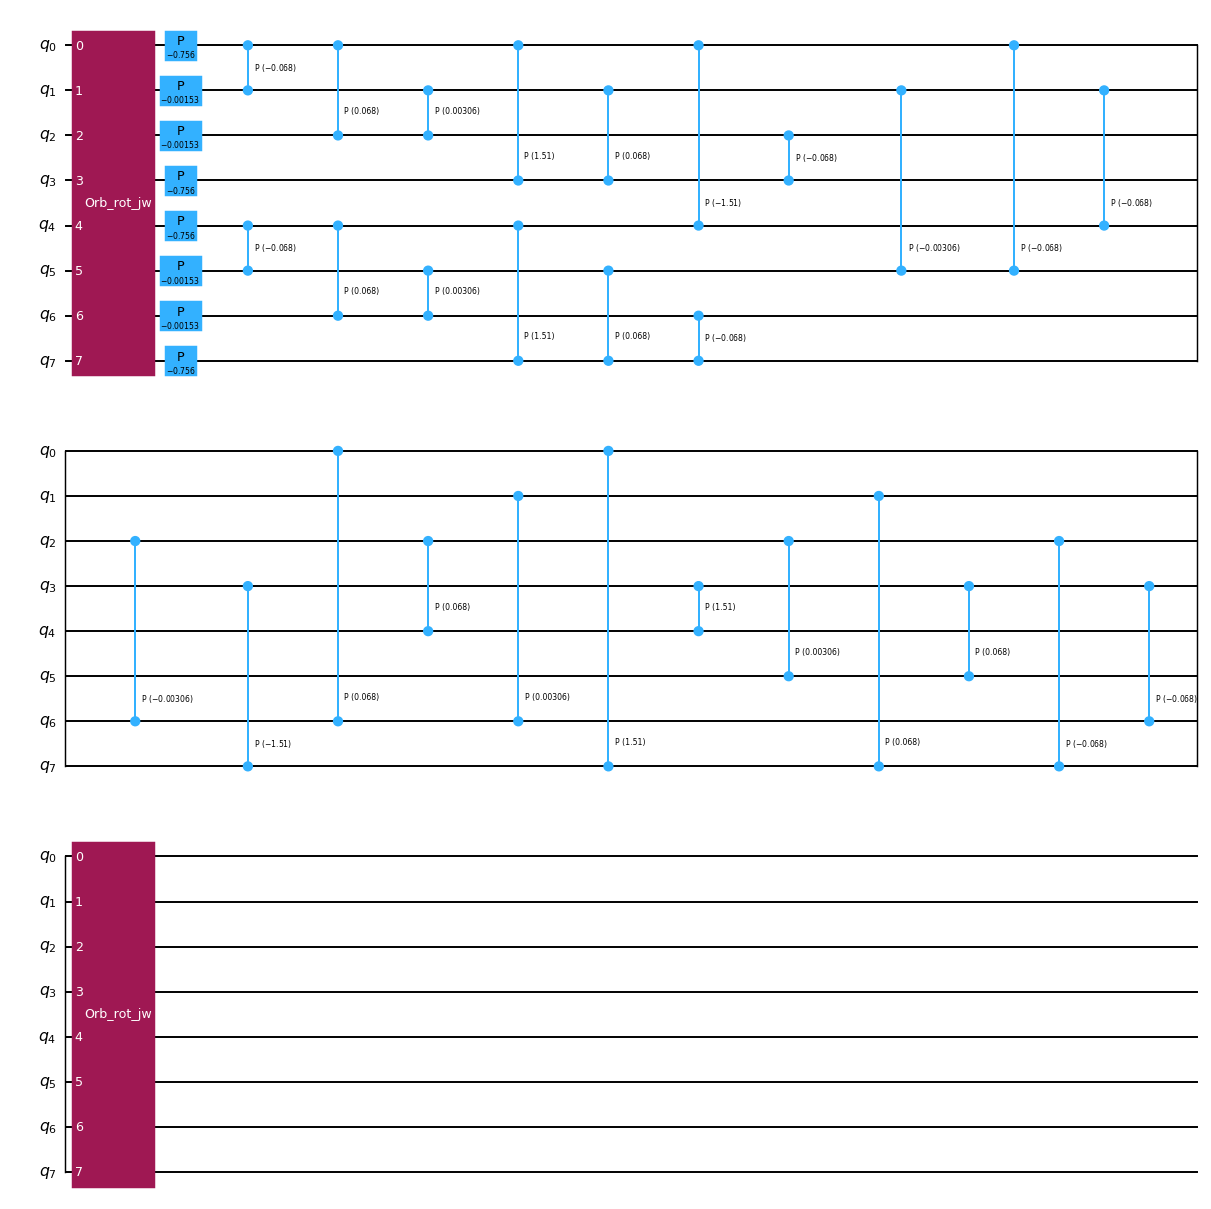 q0 0 P −0.756
P (−0.068)
q1 1 P −0.00153
P (0.068) P (0.00306)
q2 2 P −0.00153
P (1.51) P (0.068) P (−0.068)
q3 3 P −0.756
Orb_rot_jw P (−1.51) P (−0.068)
q4 4 P −0.756
P (−0.068) P (−0.00306) P (−0.068)
q5 5 P −0.00153
P (0.068) P (0.00306)
q6 6 P −0.00153
P (1.51) P (0.068) P (−0.068)
q7 7 P −0.756
q0
q1
q2
q3
P (0.068) P (1.51)
q4
P (0.00306) P (0.068)
q5
P (−0.00306) P (0.068) P (0.00306) P (−0.068)
q6
P (−1.51) P (1.51) P (0.068) P (−0.068)
q7
q0 0
q1 1
q2 2
q3 3
Orb_rot_jw
q4 4
q5 5
q6 6
q7 7